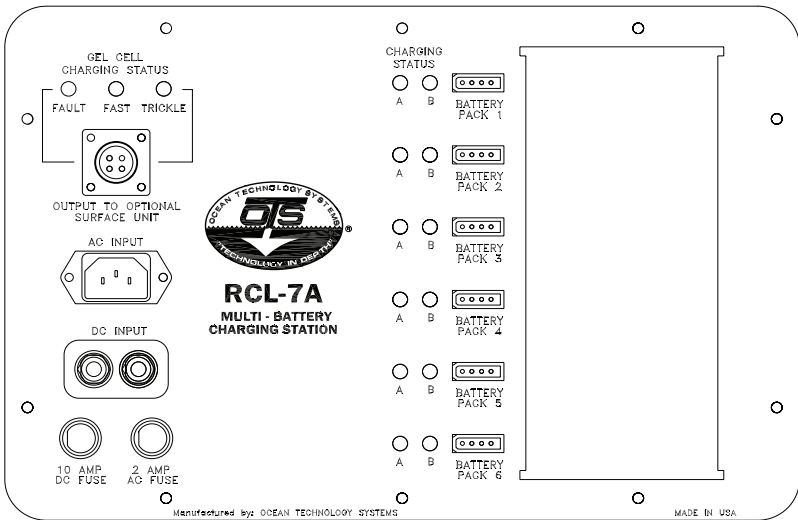 GEL CELL
CHARGING STATUS
FAULT FAST TRICKLE
OUTPUT TO OPTIONAL
SURFACE UNIT
AC INPUT
DC INPUT
10 AMP
DC FUSE
2 AMP
AC FUSE
OCEAN TECHNOLOGY SYSTEMS
OTS
"TECHNOLOGY IN DEPTH"
®
RCL-7A
MULTI - BATTERY
CHARGING STATION
CHARGING
STATUS
A B
BATTERY
PACK 1
A B
BATTERY
PACK 2
A B
BATTERY
PACK 3
A B
BATTERY
PACK 4
A B
BATTERY
PACK 5
A B
BATTERY
PACK 6
Manufactured by: OCEAN TECHNOLOGY SYSTEMS
MADE IN USA